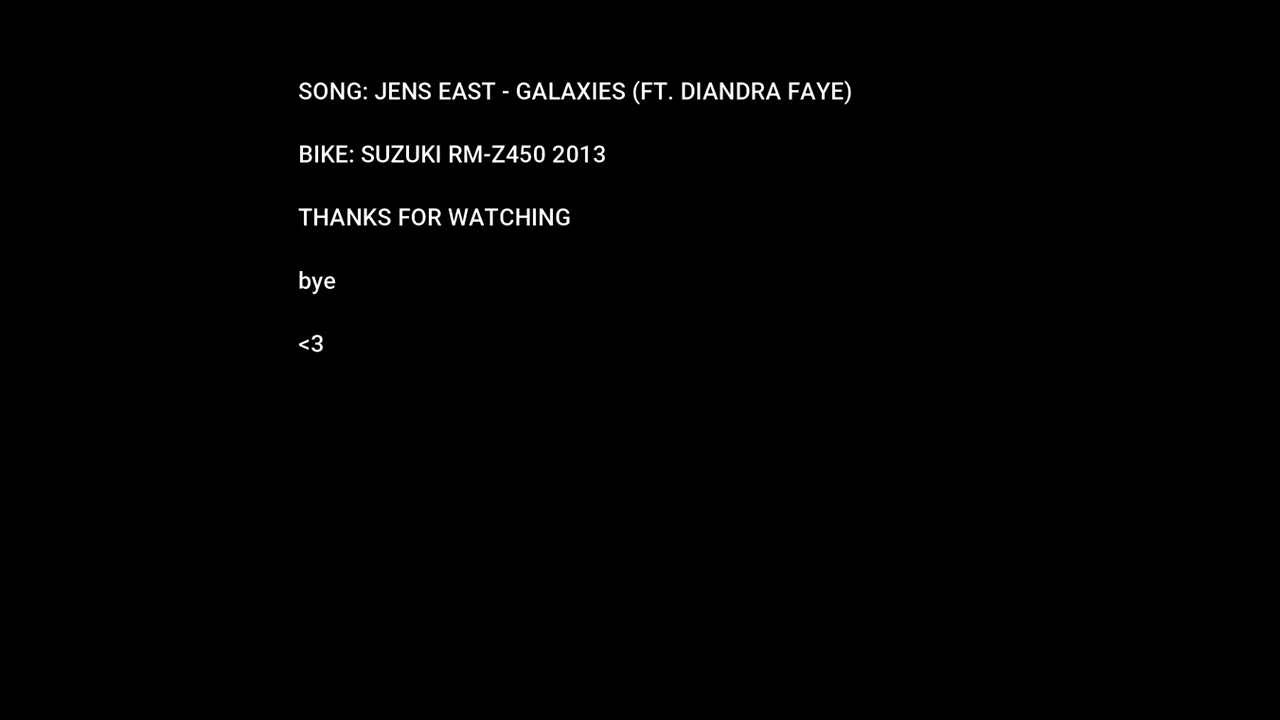 SONG: JENS EAST - GALAXIES (FT. DIANDRA FAYE)
BIKE: SUZUKI RM-Z450 2013
THANKS FOR WATCHING
bye
<3